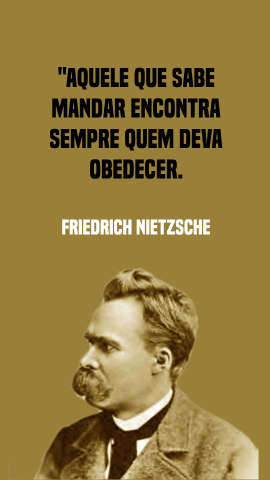 "AQUELE QUE SABE
MANDAR ENCONTRA
SEMPRE QUEM DEVA
OBEDECER.
FRIEDRICH NIETZSCHE